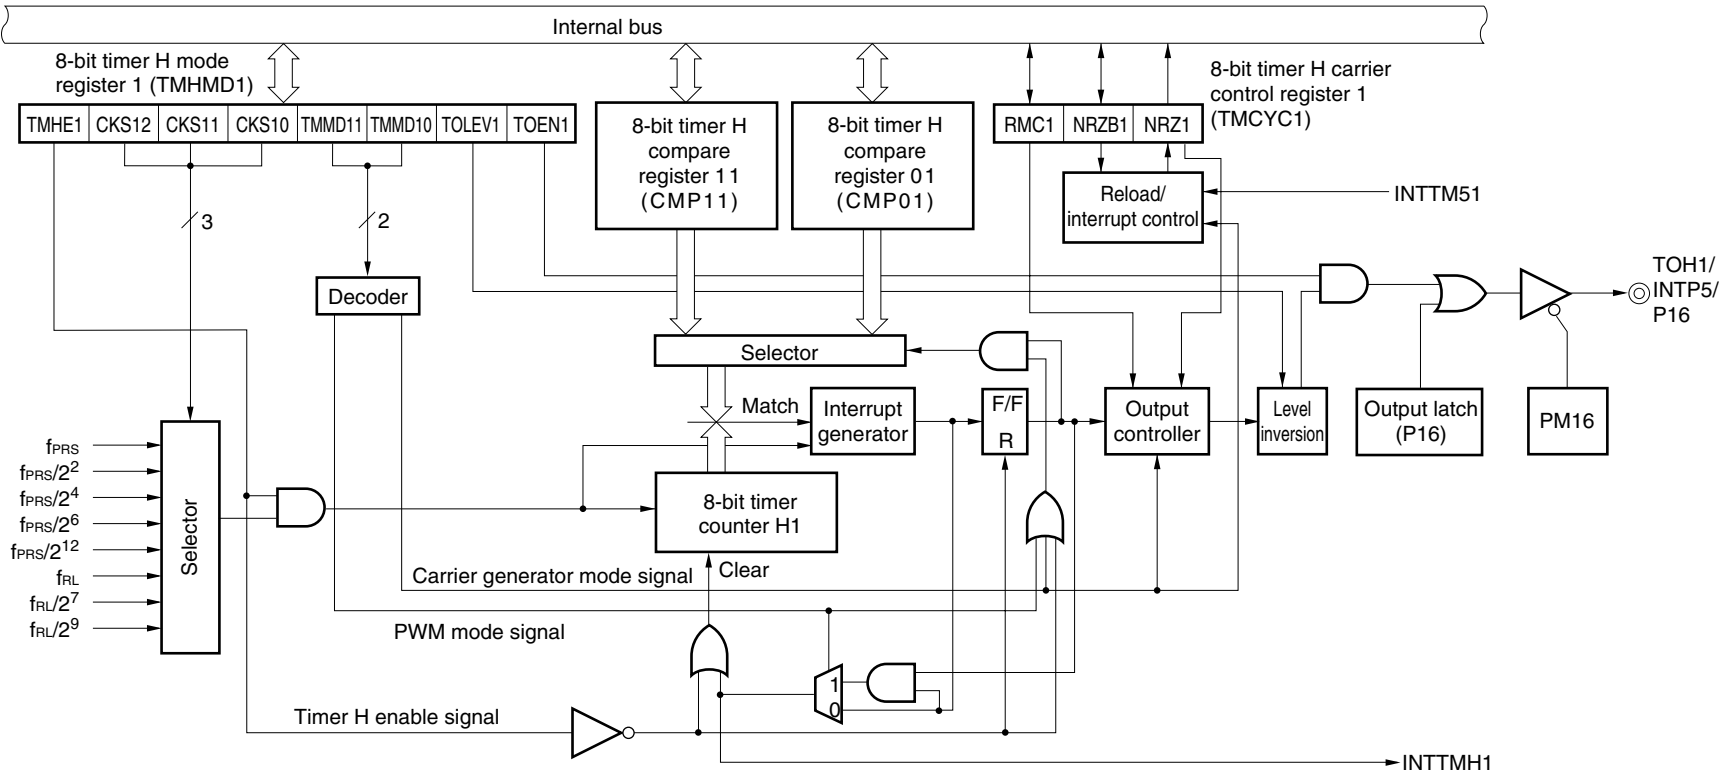 Internal bus
8-bit timer H mode
register 1 (TMHMD1)
8-bit timer H carrier
control register 1
(TMCYC1)
TMHE1 CKS12 CKS11 CKS10 TMMD11 TMMD10 TOLEV1 TOEN1
8-bit timer H
compare
register 11
(CMP11)
8-bit timer H
compare
register 01
(CMP01)
RMC1 NRZB1 NRZ1
Reload/
interrupt control
INTTM51
3
2
Decoder
TOH1/
INTP5/
P16
Selector
Match
Interrupt
generator
F/F
R
Output
controller
Level
inversion
Output latch
(P16)
PM16
fPRS
fPRS/2²
fPRS/2⁴
fPRS/2⁶
fPRS/2¹²
fRL
fRL/2⁷
fRL/2⁹
Selector
8-bit timer
counter H1
Carrier generator mode signal
Clear
PWM mode signal
1
0
Timer H enable signal
INTTMH1